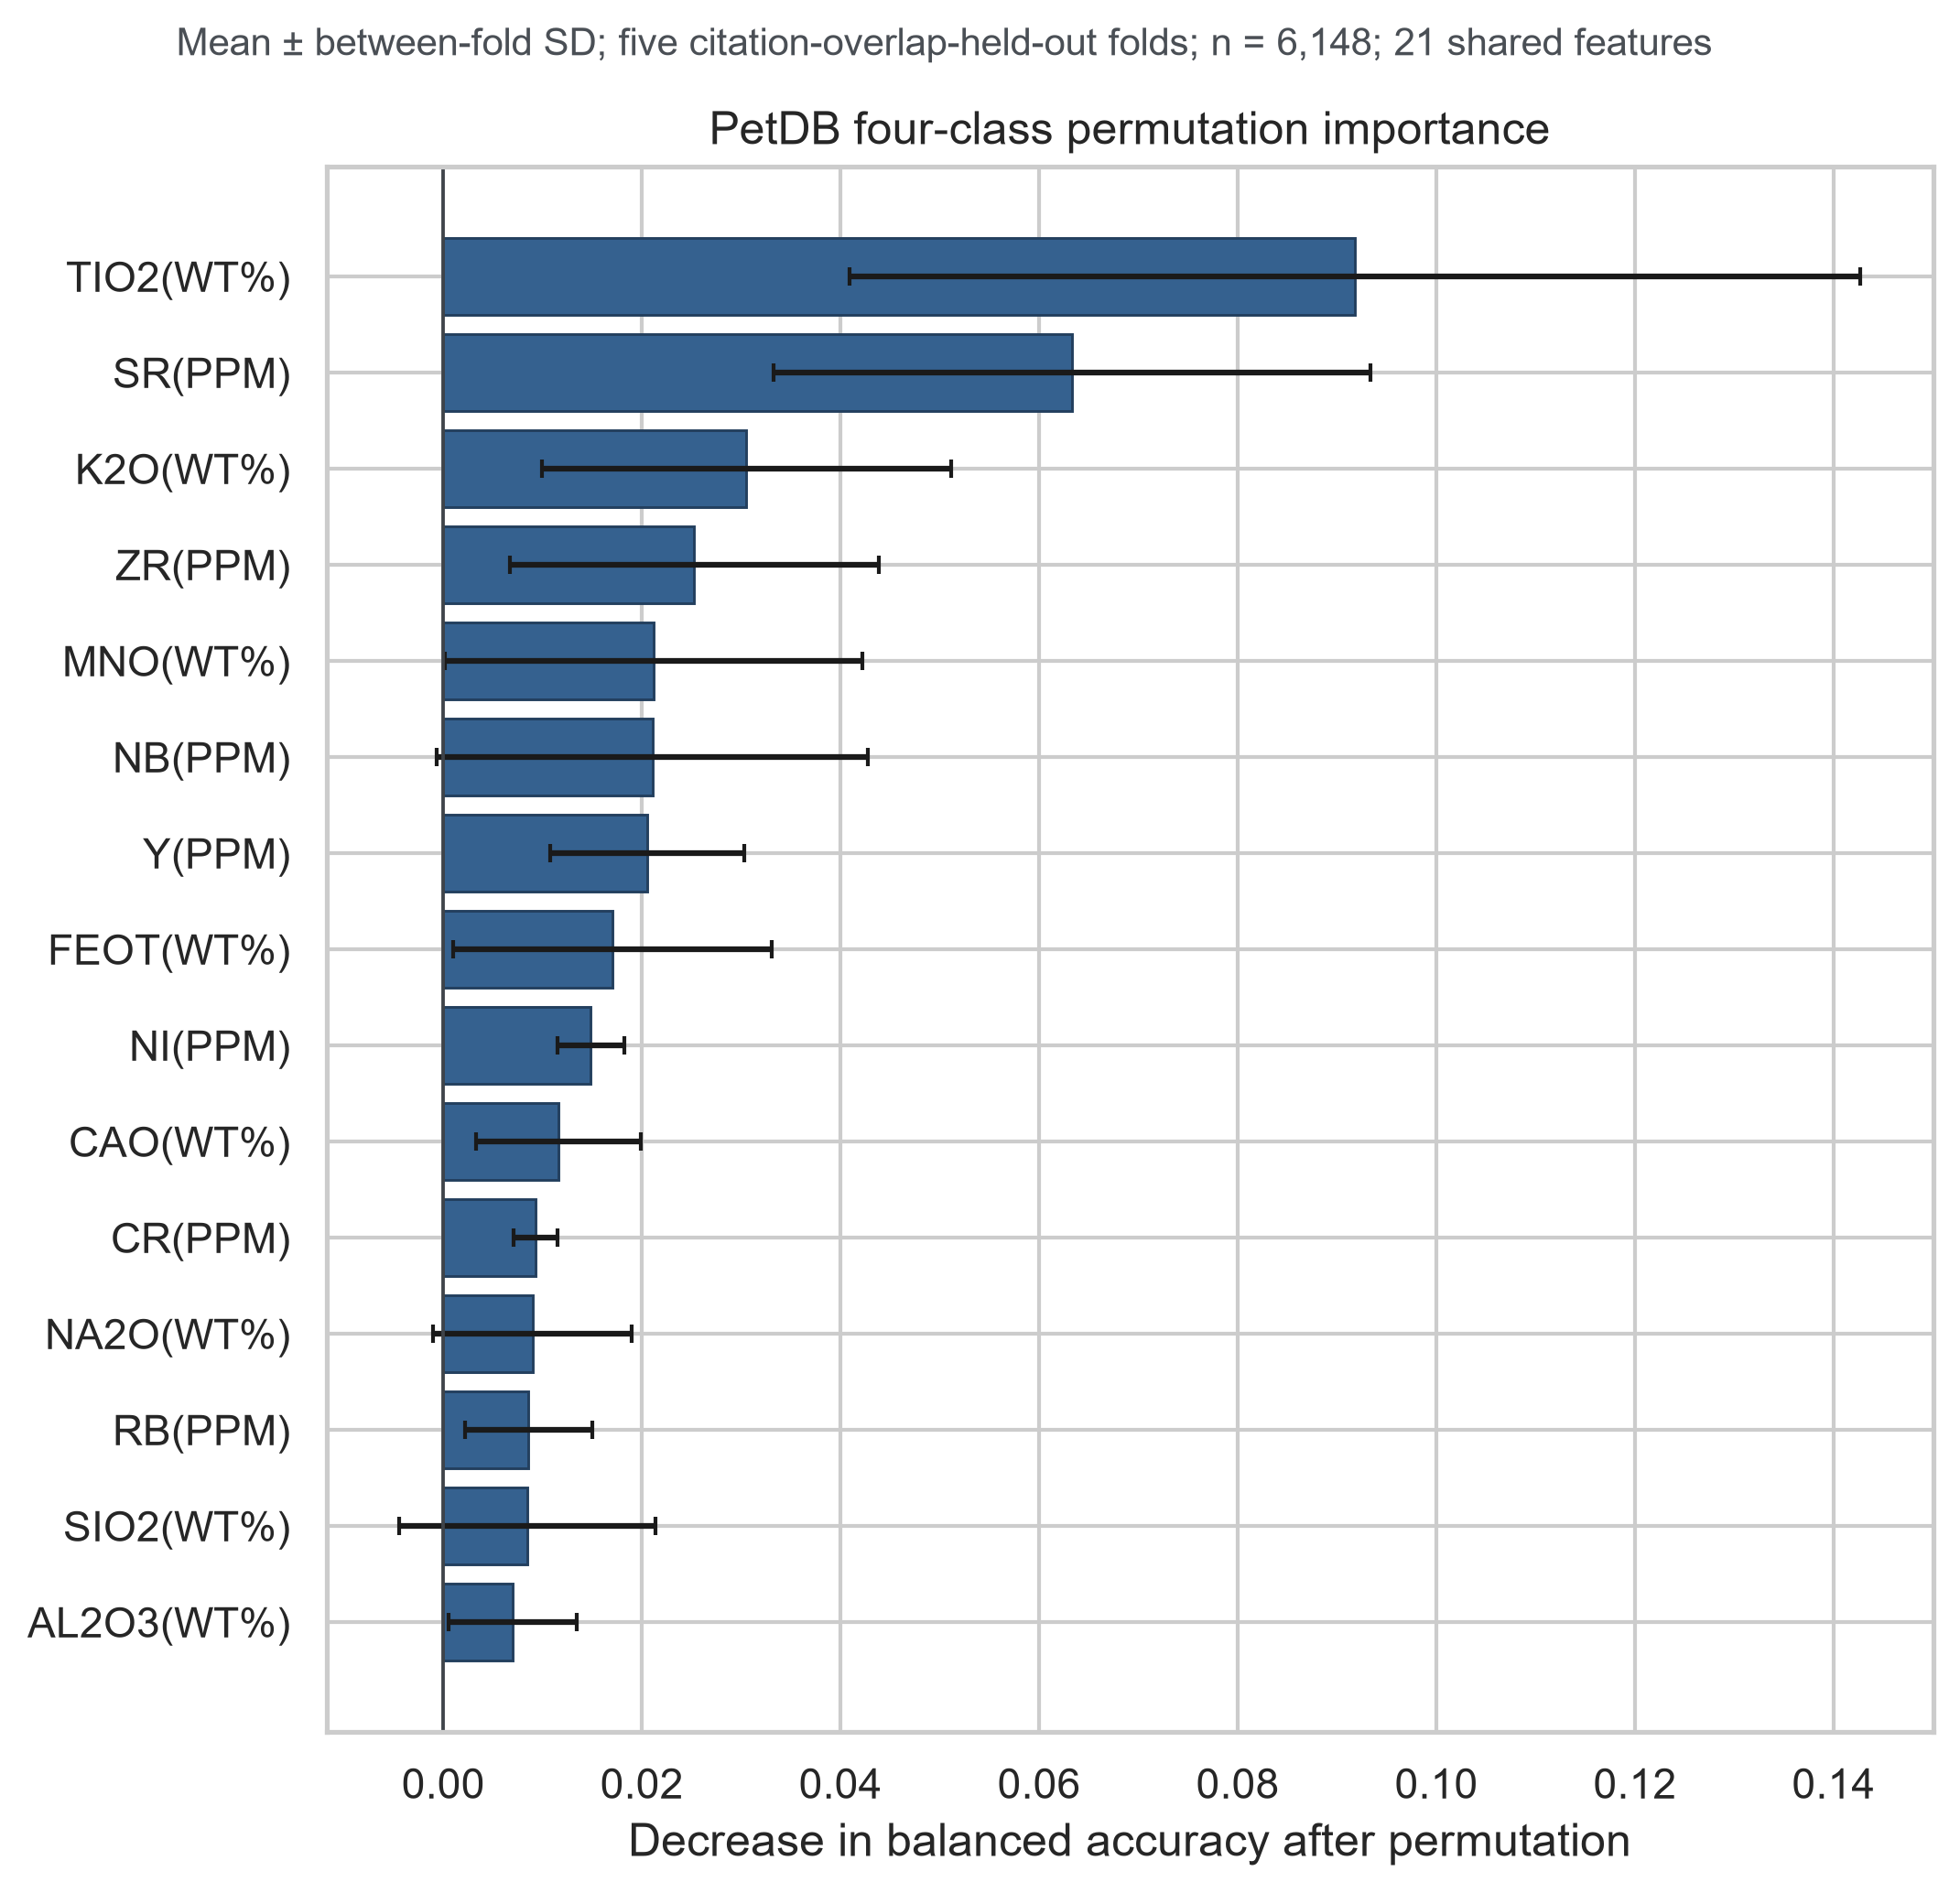 Mean ± between-fold SD; five citation-overlap-held-out folds; n = 6,148; 21 shared features
PetDB four-class permutation importance
TIO2(WT%)
SR(PPM)
K2O(WT%)
ZR(PPM)
MNO(WT%)
NB(PPM)
Y(PPM)
FEOT(WT%)
NI(PPM)
CAO(WT%)
CR(PPM)
NA2O(WT%)
RB(PPM)
SIO2(WT%)
AL2O3(WT%)
0.00 0.02 0.04 0.06 0.08 0.10 0.12 0.14
Decrease in balanced accuracy after permutation